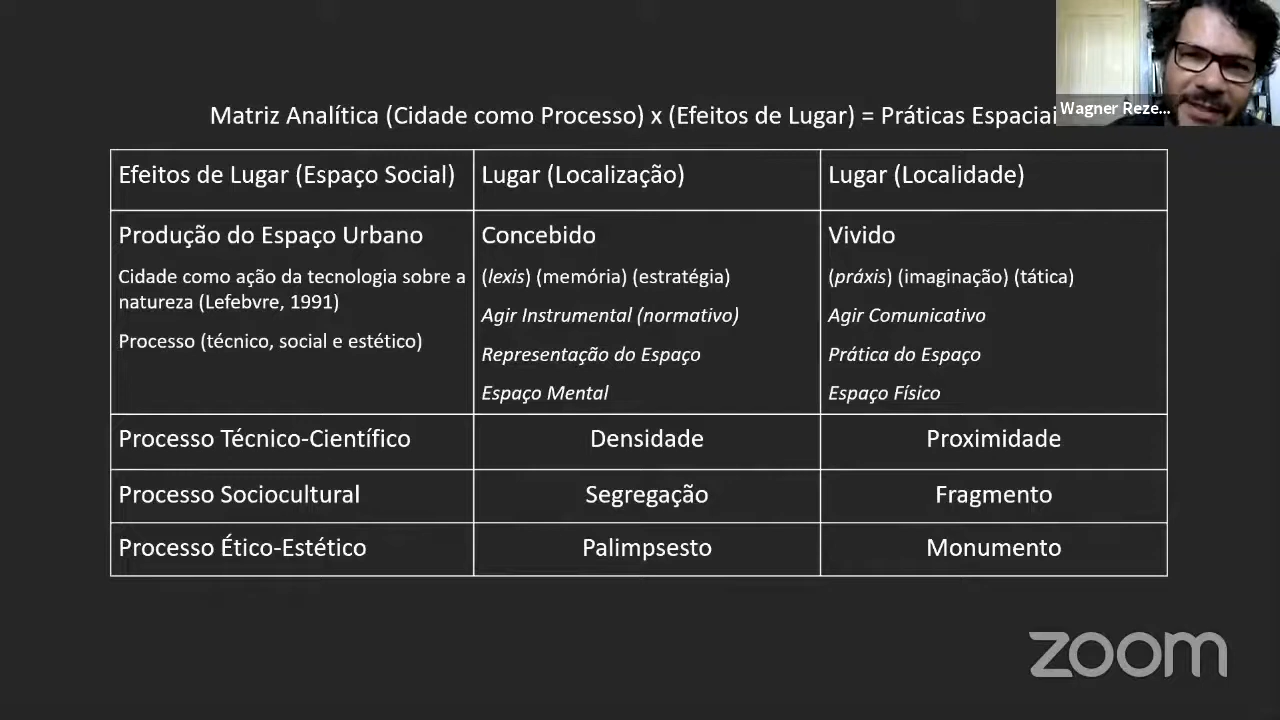 Matriz Analítica (Cidade como Processo) x (Efeitos de Lugar) = Práticas Espaciai
Wagner Reze...
Efeitos de Lugar (Espaço Social)
Lugar (Localização)
Lugar (Localidade)
Produção do Espaço Urbano
Cidade como ação da tecnologia sobre a
natureza (Lefebvre, 1991)
Processo (técnico, social e estético)
Concebido
(lexis) (memória) (estratégia)
Agir Instrumental (normativo)
Representação do Espaço
Espaço Mental
Vivido
(práxis) (imaginação) (tática)
Agir Comunicativo
Prática do Espaço
Espaço Físico
Processo Técnico-Científico
Densidade
Proximidade
Processo Sociocultural
Segregação
Fragmento
Processo Ético-Estético
Palimpsesto
Monumento
zoom